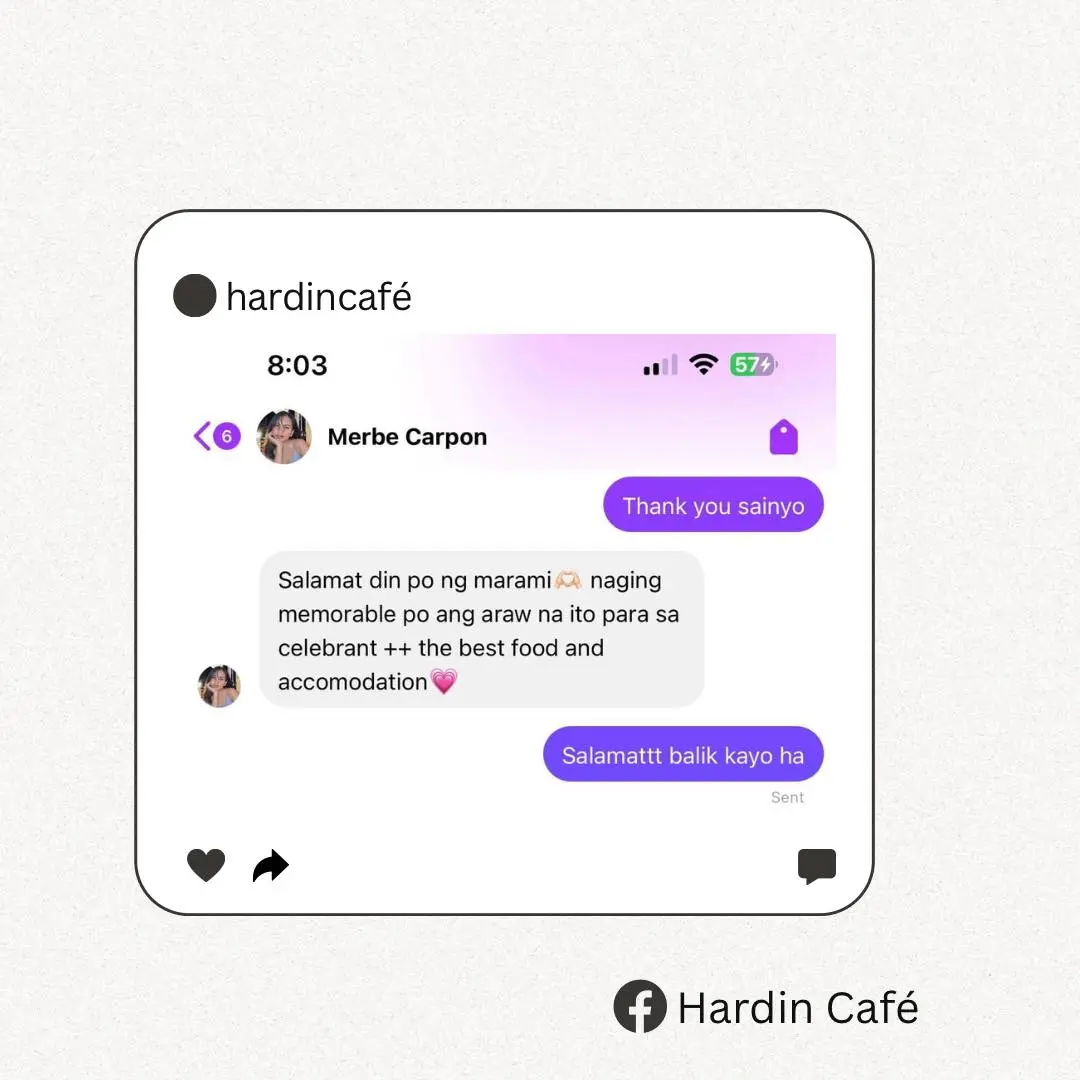 hardincafé
8:03
57
6
Merbe Carpon
Thank you sainyo
Salamat din po ng marami🫶🏻 naging
memorable po ang araw na ito para sa
celebrant ++ the best food and
accomodation💗
Salamattt balik kayo ha
Sent
Hardin Café